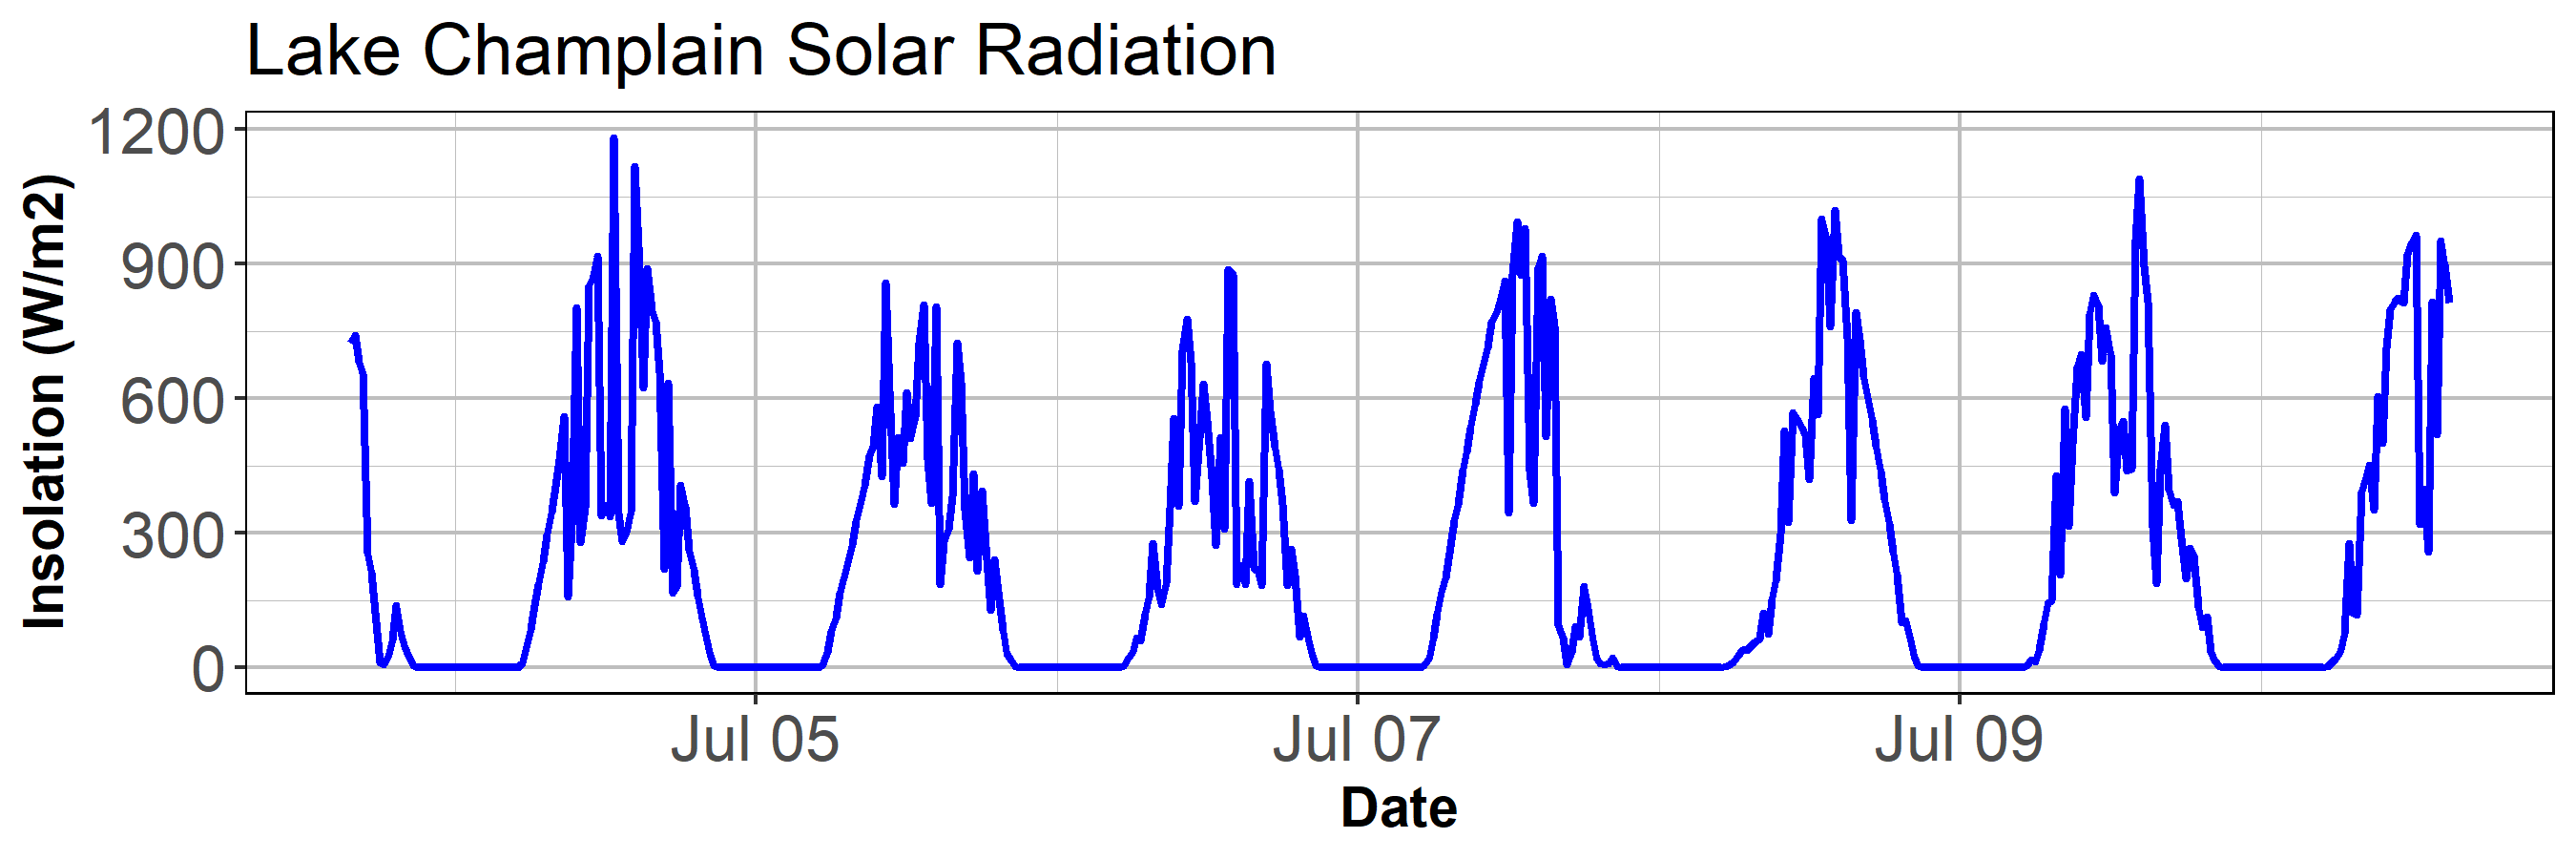 Lake Champlain Solar Radiation
Insolation (W/m2)
1200
900
600
300
0
Jul 05
Jul 07
Jul 09
Date